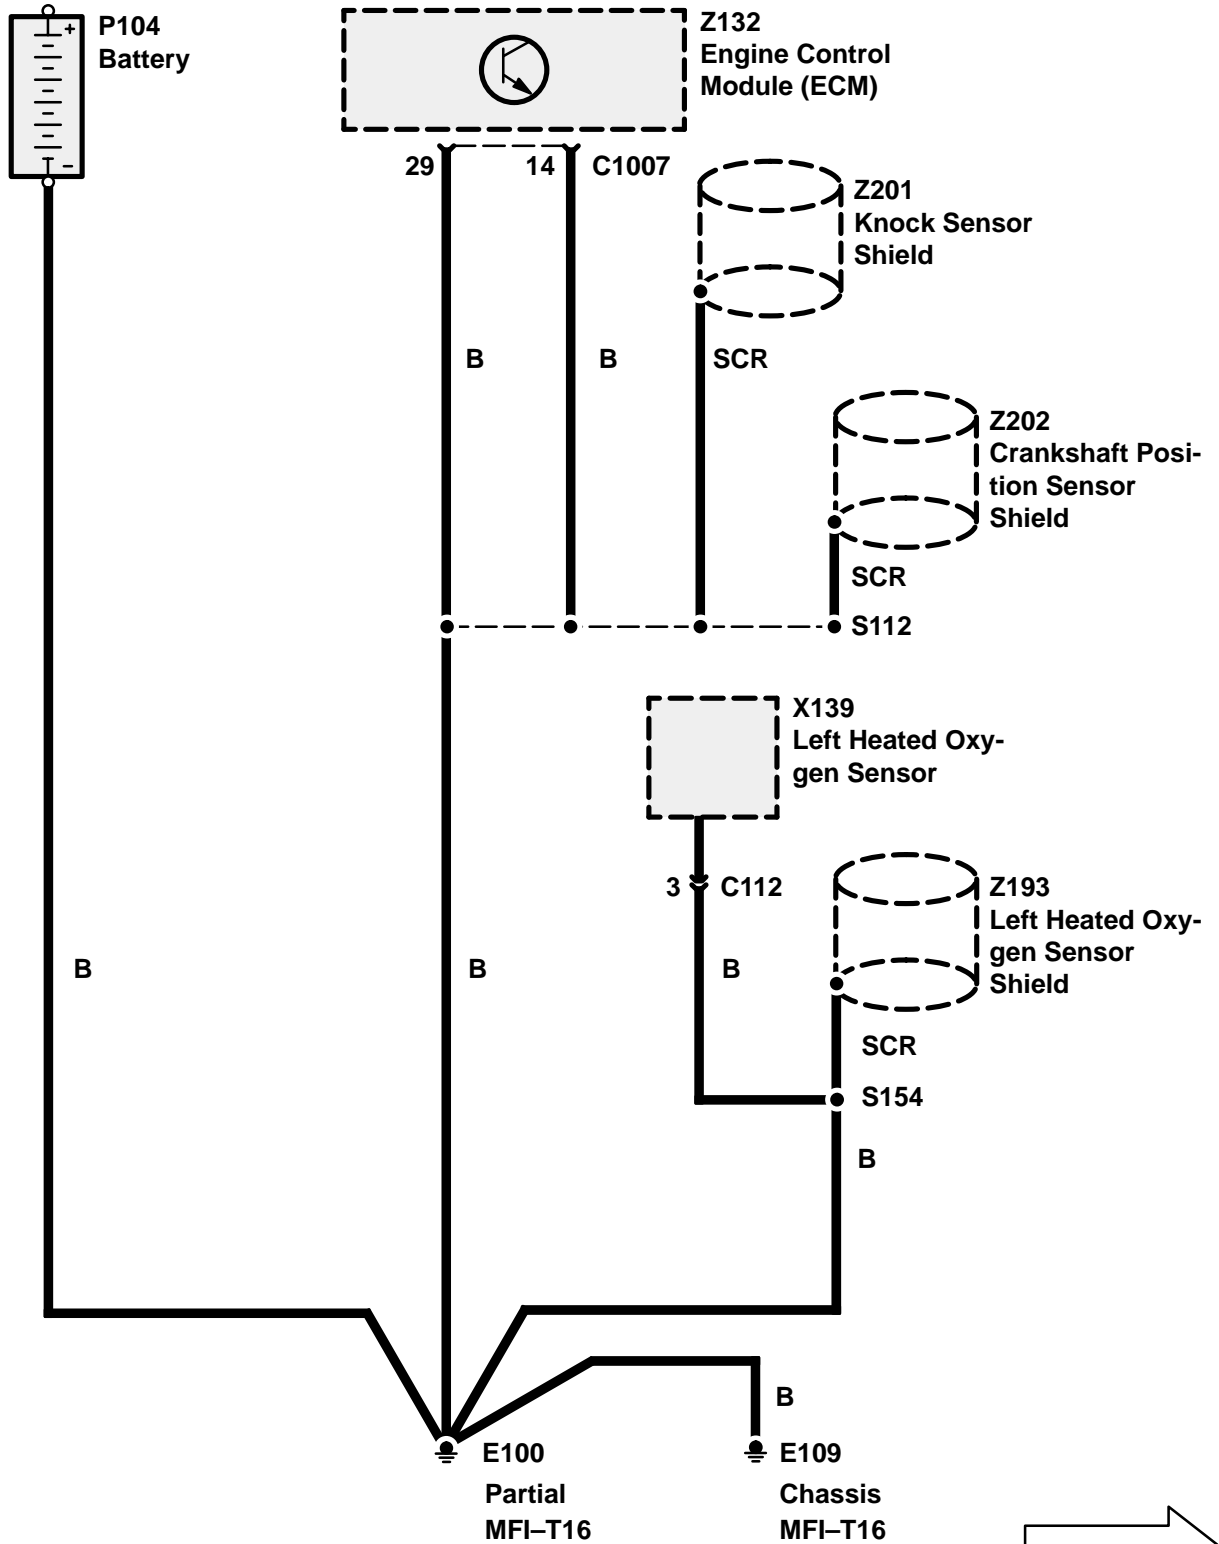 +
-
P104
Battery
Z132
Engine Control
Module (ECM)
29
14
C1007
Z201
Knock Sensor
Shield
B
B
SCR
Z202
Crankshaft Posi-
tion Sensor
Shield
SCR
S112
X139
Left Heated Oxy-
gen Sensor
3
C112
Z193
Left Heated Oxy-
gen Sensor
Shield
B
B
B
SCR
S154
B
B
E100
Partial
MFI–T16
E109
Chassis
MFI–T16